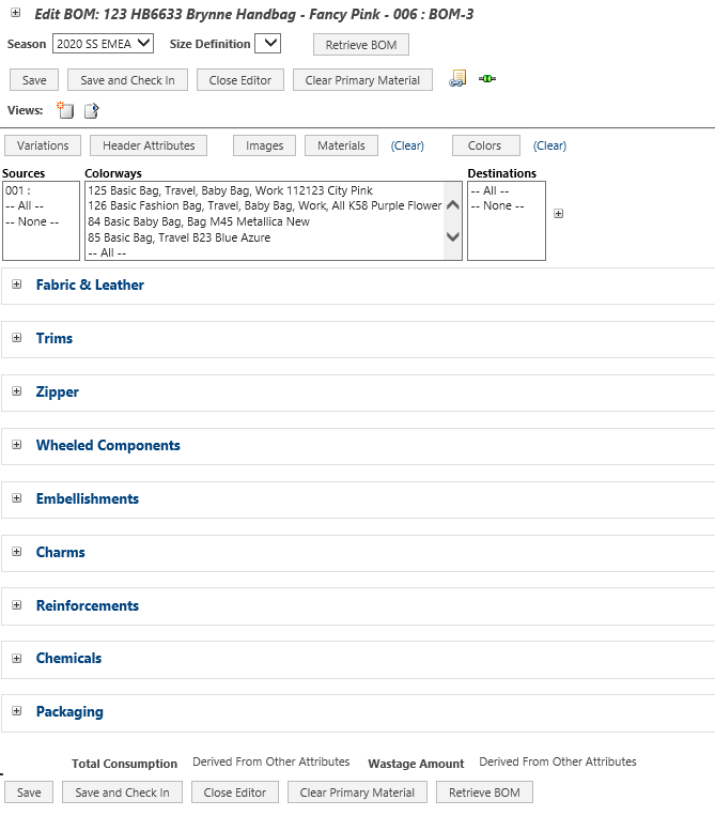 Edit BOM: 123 HB6633 Brynne Handbag - Fancy Pink - 006 : BOM-3
Season 2020 SS EMEA Size Definition Retrieve BOM
Save Save and Check In Close Editor Clear Primary Material
Views:
Variations Header Attributes Images Materials (Clear) Colors (Clear)
Sources Colorways Destinations
001 : 125 Basic Bag, Travel, Baby Bag, Work 112123 City Pink -- All --
-- All -- 126 Basic Fashion Bag, Travel, Baby Bag, Work, All K58 Purple Flower -- None --
-- None -- 84 Basic Baby Bag, Bag M45 Metallica New
85 Basic Bag, Travel B23 Blue Azure
-- All --
Fabric & Leather
Trims
Zipper
Wheeled Components
Embellishments
Charms
Reinforcements
Chemicals
Packaging
Total Consumption Derived From Other Attributes Wastage Amount Derived From Other Attributes
Save Save and Check In Close Editor Clear Primary Material Retrieve BOM